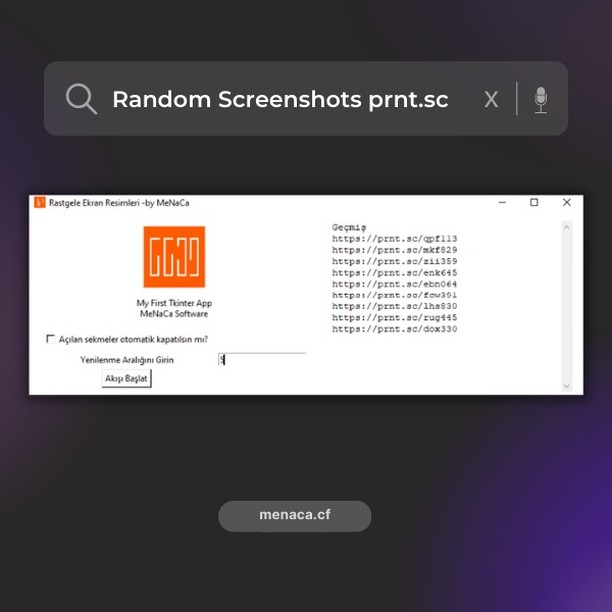 Random Screenshots prnt.sc X
Rastgele Ekran Resimleri -by MeNaCa
My First Tkinter App
MeNaCa Software
Açılan sekmeler otomatik kapatılsın mı?
Yenilenme Aralığını Girin
Akışı Başlat
Geçmiş
https://prnt.sc/qpf113
https://prnt.sc/mkf829
https://prnt.sc/zii359
https://prnt.sc/enk645
https://prnt.sc/ebn064
https://prnt.sc/fcw391
https://prnt.sc/lhs830
https://prnt.sc/rug445
https://prnt.sc/dox330
menaca.cf